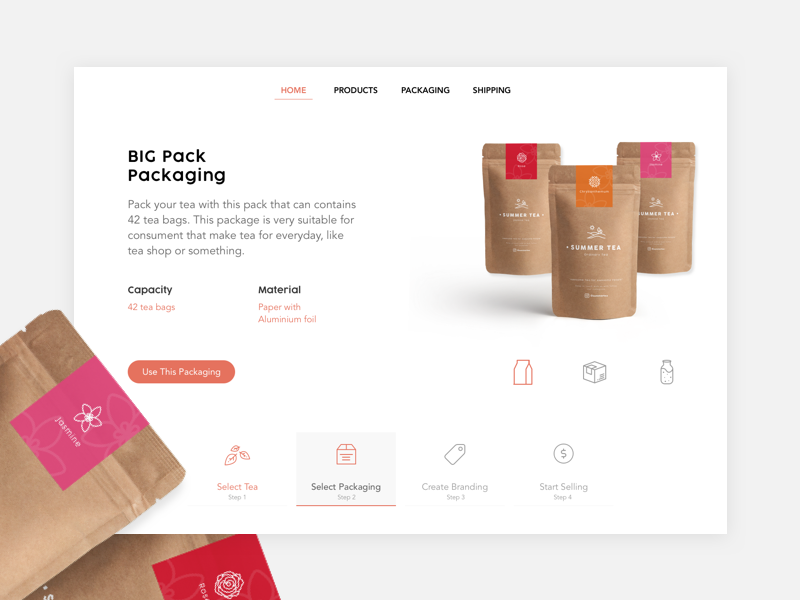 HOME PRODUCTS PACKAGING SHIPPING
BIG Pack
Packaging
Pack your tea with this pack that can contains
42 tea bags. This package is very suitable for
consument that make tea for everyday, like
tea shop or something.
Capacity
42 tea bags
Material
Paper with
Aluminium foil
Use This Packaging
• SUMMER TEA •
• SUMMER TEA
SUMMER TEA •
jasmine
Rose
Select Tea
Step 1
Select Packaging
Step 2
Create Branding
Step 3
Start Selling
Step 4